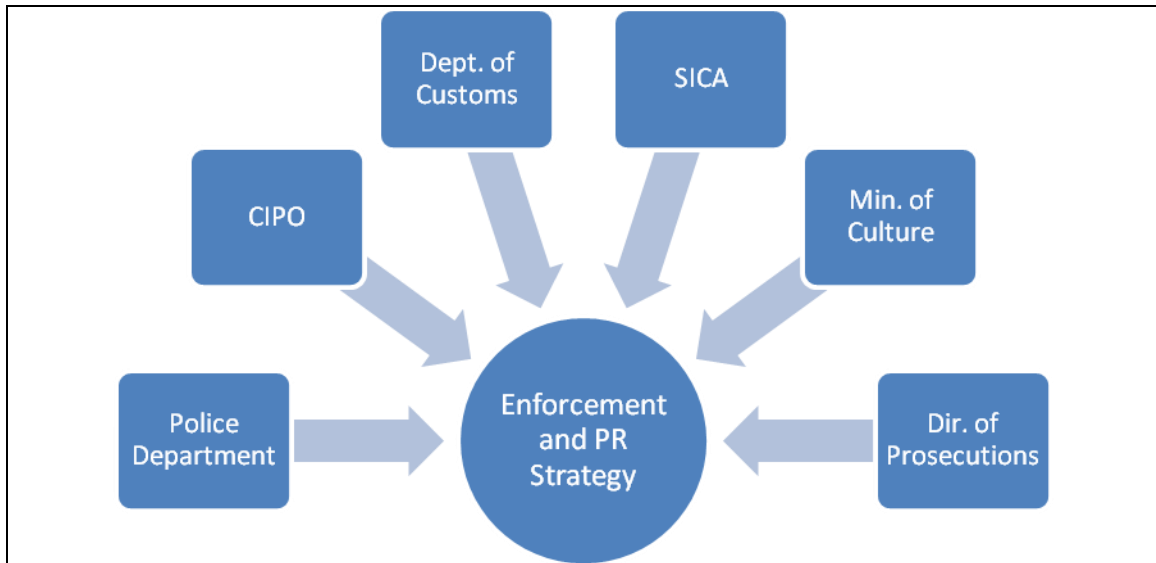 Dept. of
Customs
SICA
CIPO
Min. of
Culture
Police
Department
Enforcement
and PR
Strategy
Dir. of
Prosecutions